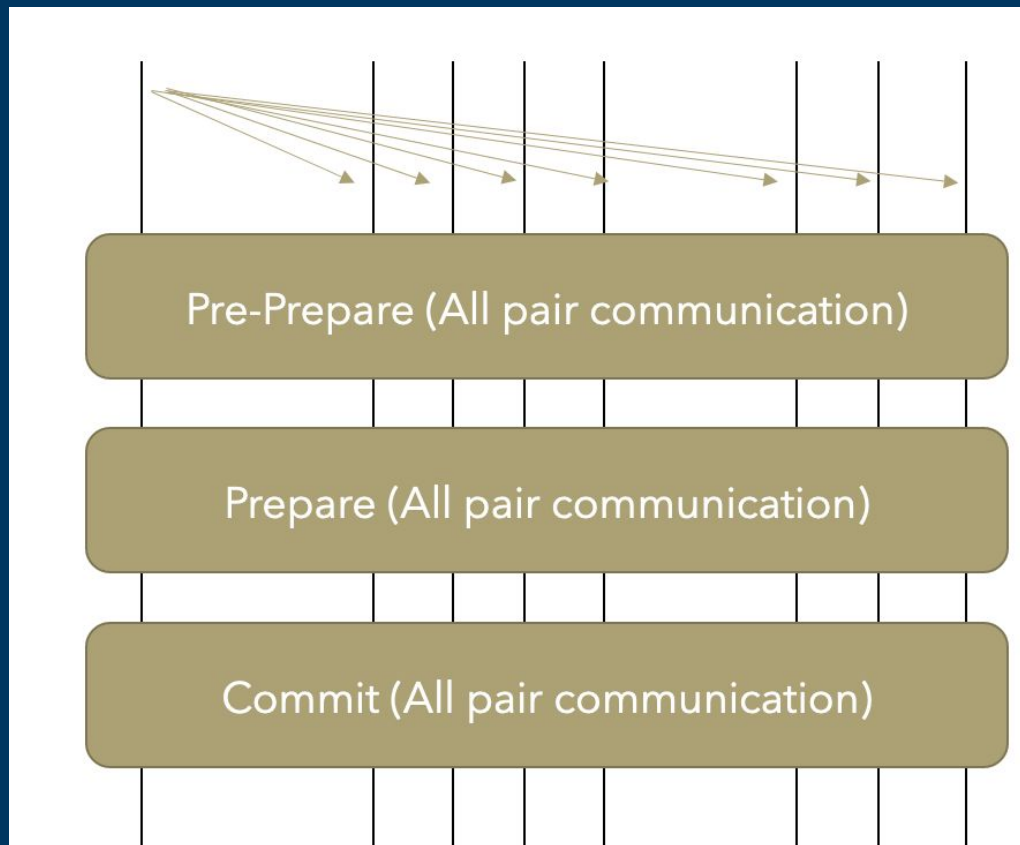 Pre-Prepare (All pair communication)
Prepare (All pair communication)
Commit (All pair communication)